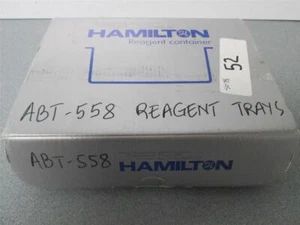 HAMILTON
Reagent container
52
ABT-558 REAGENT TRAYS
ABT-558 HAMILTON